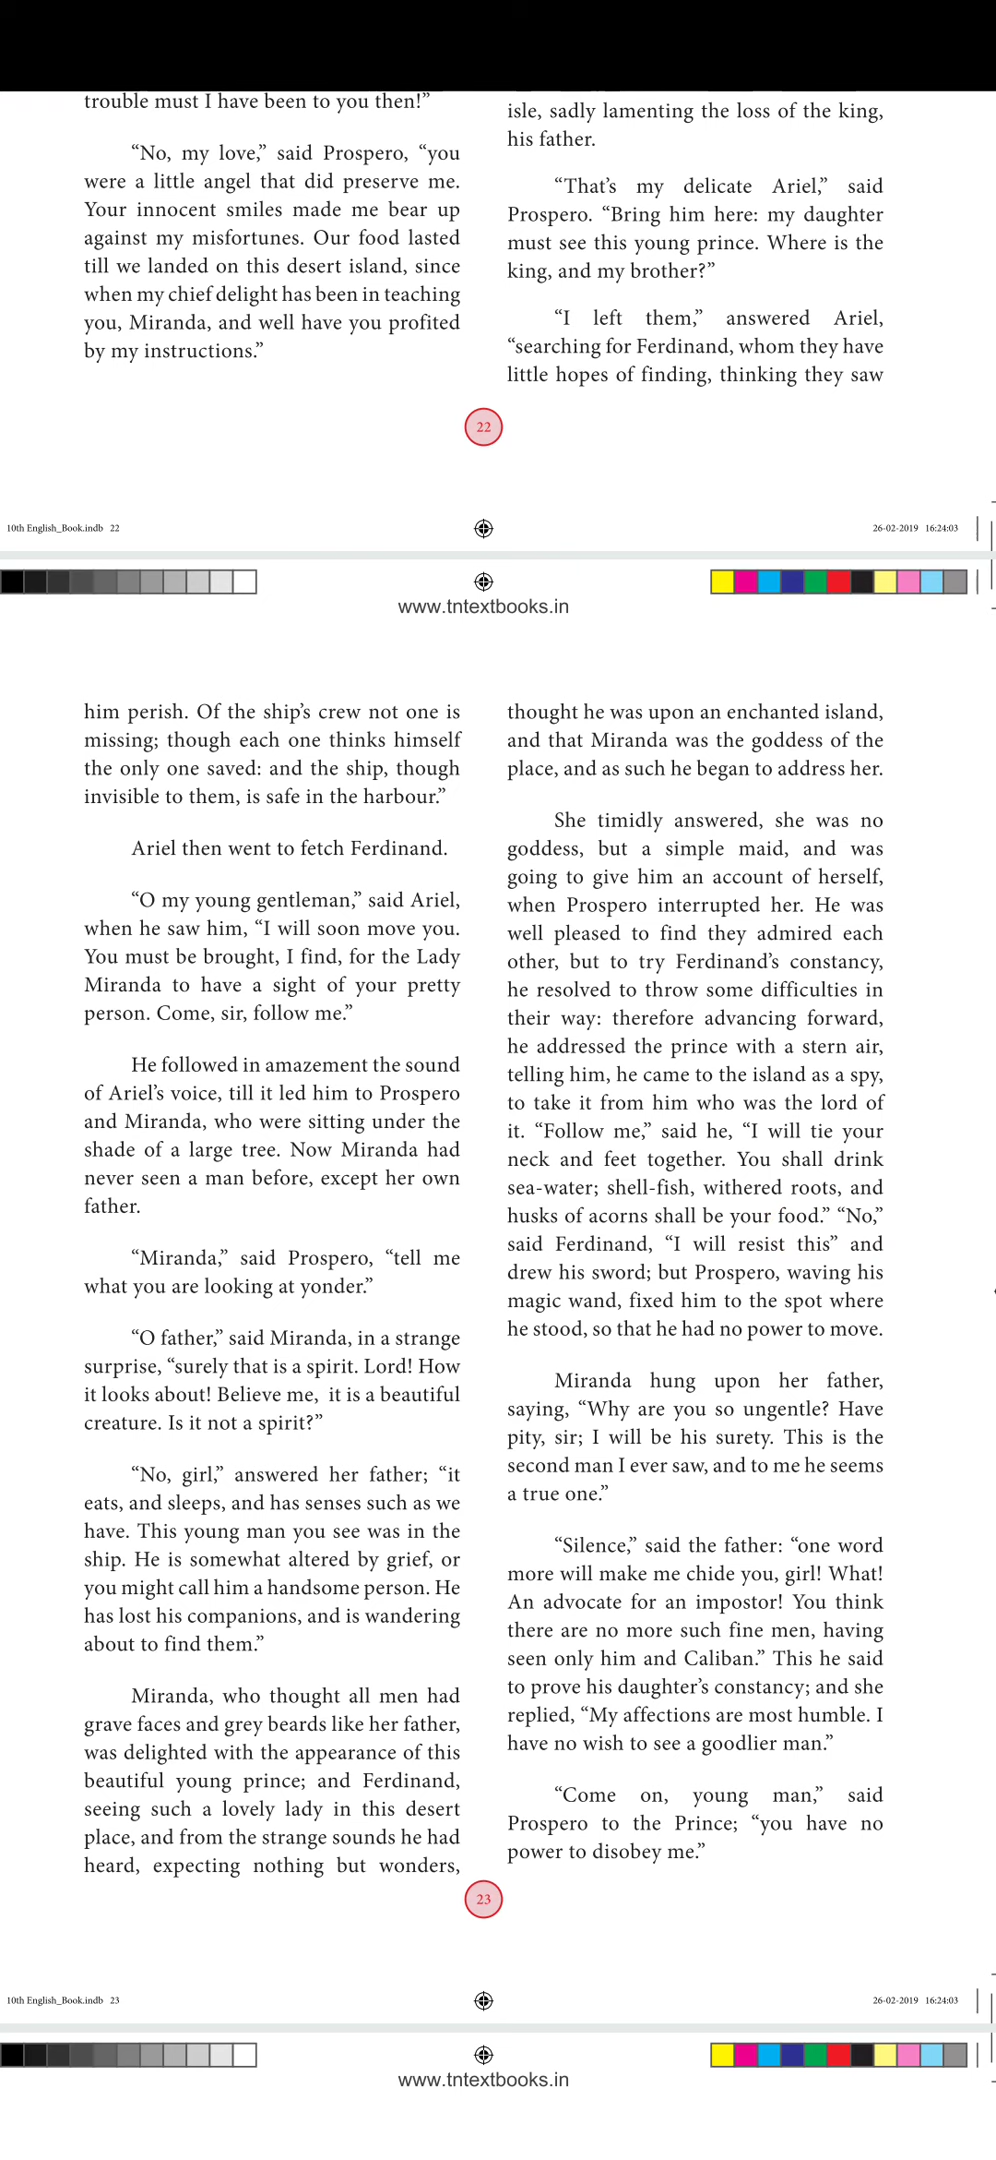 trouble must I have been to you then!”
“No, my love,” said Prospero, “you
were a little angel that did preserve me.
Your innocent smiles made me bear up
against my misfortunes. Our food lasted
till we landed on this desert island, since
when my chief delight has been in teaching
you, Miranda, and well have you profited
by my instructions.”
isle, sadly lamenting the loss of the king,
his father.
“That’s my delicate Ariel,” said
Prospero. “Bring him here: my daughter
must see this young prince. Where is the
king, and my brother?”
“I left them,” answered Ariel,
“searching for Ferdinand, whom they have
little hopes of finding, thinking they saw
22
10th English_Book.indb 22
26-02-2019 16:24:03
www.tntextbooks.in
him perish. Of the ship’s crew not one is
missing; though each one thinks himself
the only one saved: and the ship, though
invisible to them, is safe in the harbour.”
Ariel then went to fetch Ferdinand.
“O my young gentleman,” said Ariel,
when he saw him, “I will soon move you.
You must be brought, I find, for the Lady
Miranda to have a sight of your pretty
person. Come, sir, follow me.”
He followed in amazement the sound
of Ariel’s voice, till it led him to Prospero
and Miranda, who were sitting under the
shade of a large tree. Now Miranda had
never seen a man before, except her own
father.
“Miranda,” said Prospero, “tell me
what you are looking at yonder.”
“O father,” said Miranda, in a strange
surprise, “surely that is a spirit. Lord! How
it looks about! Believe me, it is a beautiful
creature. Is it not a spirit?”
“No, girl,” answered her father; “it
eats, and sleeps, and has senses such as we
have. This young man you see was in the
ship. He is somewhat altered by grief, or
you might call him a handsome person. He
has lost his companions, and is wandering
about to find them.”
Miranda, who thought all men had
grave faces and grey beards like her father,
was delighted with the appearance of this
beautiful young prince; and Ferdinand,
seeing such a lovely lady in this desert
place, and from the strange sounds he had
heard, expecting nothing but wonders,
thought he was upon an enchanted island,
and that Miranda was the goddess of the
place, and as such he began to address her.
She timidly answered, she was no
goddess, but a simple maid, and was
going to give him an account of herself,
when Prospero interrupted her. He was
well pleased to find they admired each
other, but to try Ferdinand’s constancy,
he resolved to throw some difficulties in
their way: therefore advancing forward,
he addressed the prince with a stern air,
telling him, he came to the island as a spy,
to take it from him who was the lord of
it. “Follow me,” said he, “I will tie your
neck and feet together. You shall drink
sea-water; shell-fish, withered roots, and
husks of acorns shall be your food.” “No,”
said Ferdinand, “I will resist this” and
drew his sword; but Prospero, waving his
magic wand, fixed him to the spot where
he stood, so that he had no power to move.
Miranda hung upon her father,
saying, “Why are you so ungentle? Have
pity, sir; I will be his surety. This is the
second man I ever saw, and to me he seems
a true one.”
“Silence,” said the father: “one word
more will make me chide you, girl! What!
An advocate for an impostor! You think
there are no more such fine men, having
seen only him and Caliban.” This he said
to prove his daughter’s constancy; and she
replied, “My affections are most humble. I
have no wish to see a goodlier man.”
“Come on, young man,” said
Prospero to the Prince; “you have no
power to disobey me.”
23
10th English_Book.indb 23
26-02-2019 16:24:03
www.tntextbooks.in